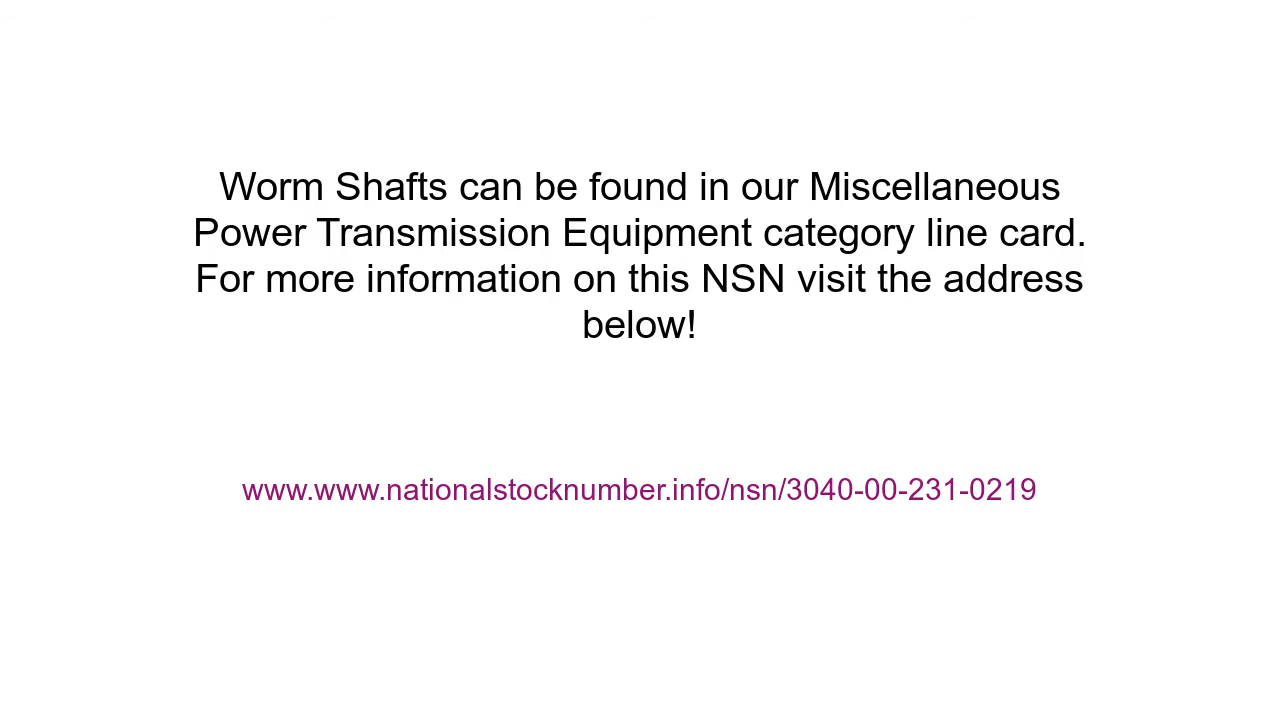 Worm Shafts can be found in our Miscellaneous
Power Transmission Equipment category line card.
For more information on this NSN visit the address
below!
www.www.nationalstocknumber.info/nsn/3040-00-231-0219